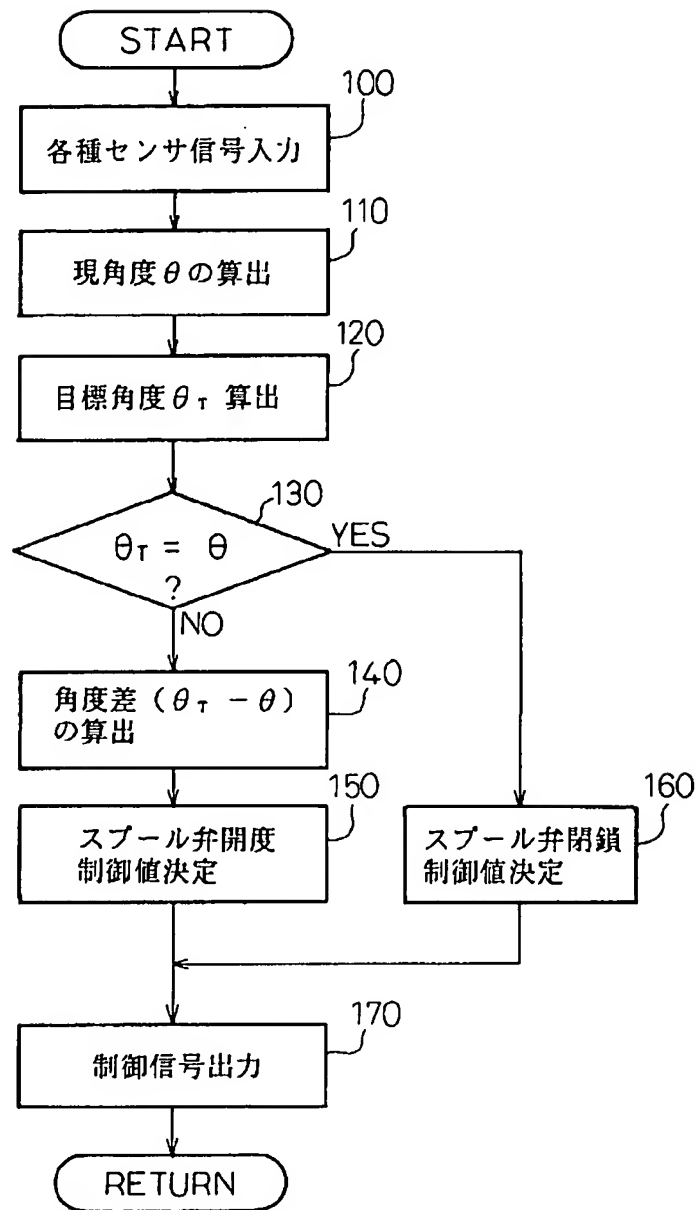 START
100
各種センサ信号入力
110
現角度θの算出
120
目標角度θT 算出
130
θT = θ
?
YES
NO
140
角度差(θT -θ)
の算出
150
スプール弁開度
制御値決定
160
スプール弁閉鎖
制御値決定
170
制御信号出力
RETURN